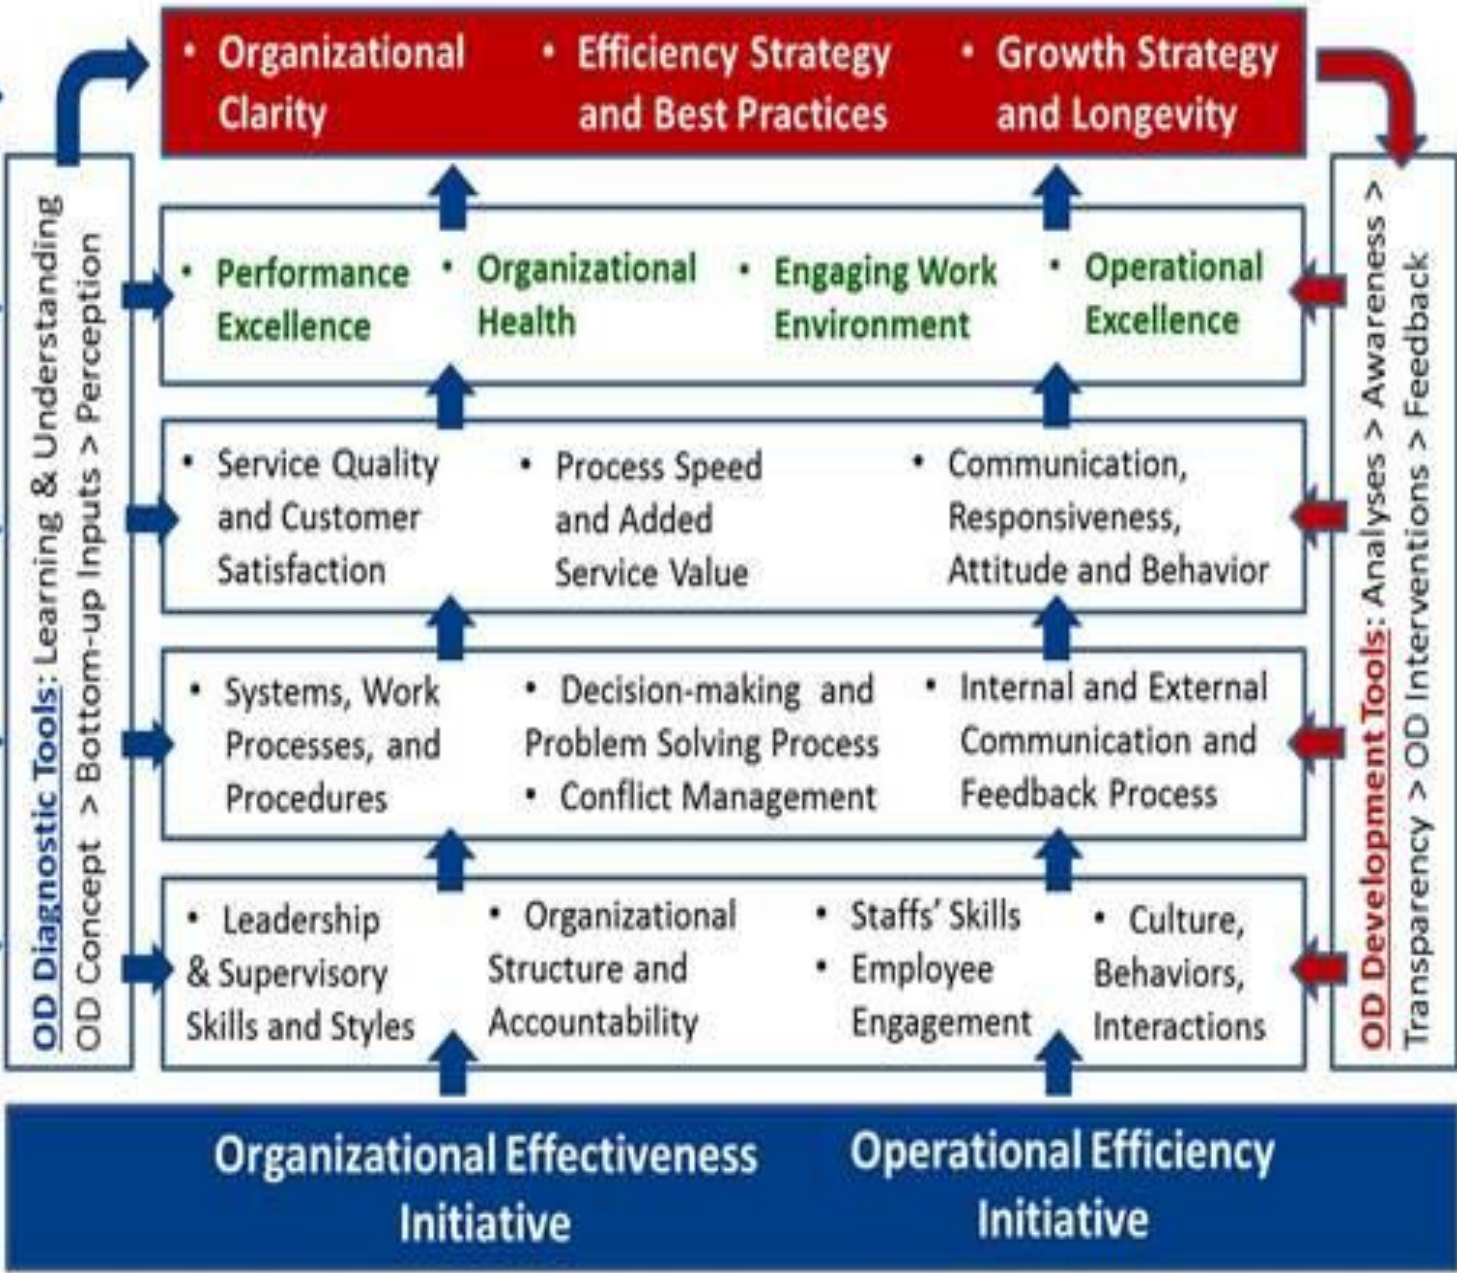 • Organizational
Clarity
• Efficiency Strategy
and Best Practices
• Growth Strategy
and Longevity
• Performance
Excellence
• Organizational
Health
• Engaging Work
Environment
• Operational
Excellence
• Service Quality
and Customer
Satisfaction
• Process Speed
and Added
Service Value
• Communication,
Responsiveness,
Attitude and Behavior
• Systems, Work
Processes, and
Procedures
• Decision-making and
Problem Solving Process
• Conflict Management
• Internal and External
Communication and
Feedback Process
• Leadership
& Supervisory
Skills and Styles
• Organizational
Structure and
Accountability
• Staffs’ Skills
• Employee
Engagement
• Culture,
Behaviors,
Interactions
OD Diagnostic Tools: Learning & Understanding
OD Concept > Bottom-up Inputs > Perception
OD Development Tools: Analyses > Awareness >
Transparency > OD Interventions > Feedback
Organizational Effectiveness
Initiative
Operational Efficiency
Initiative